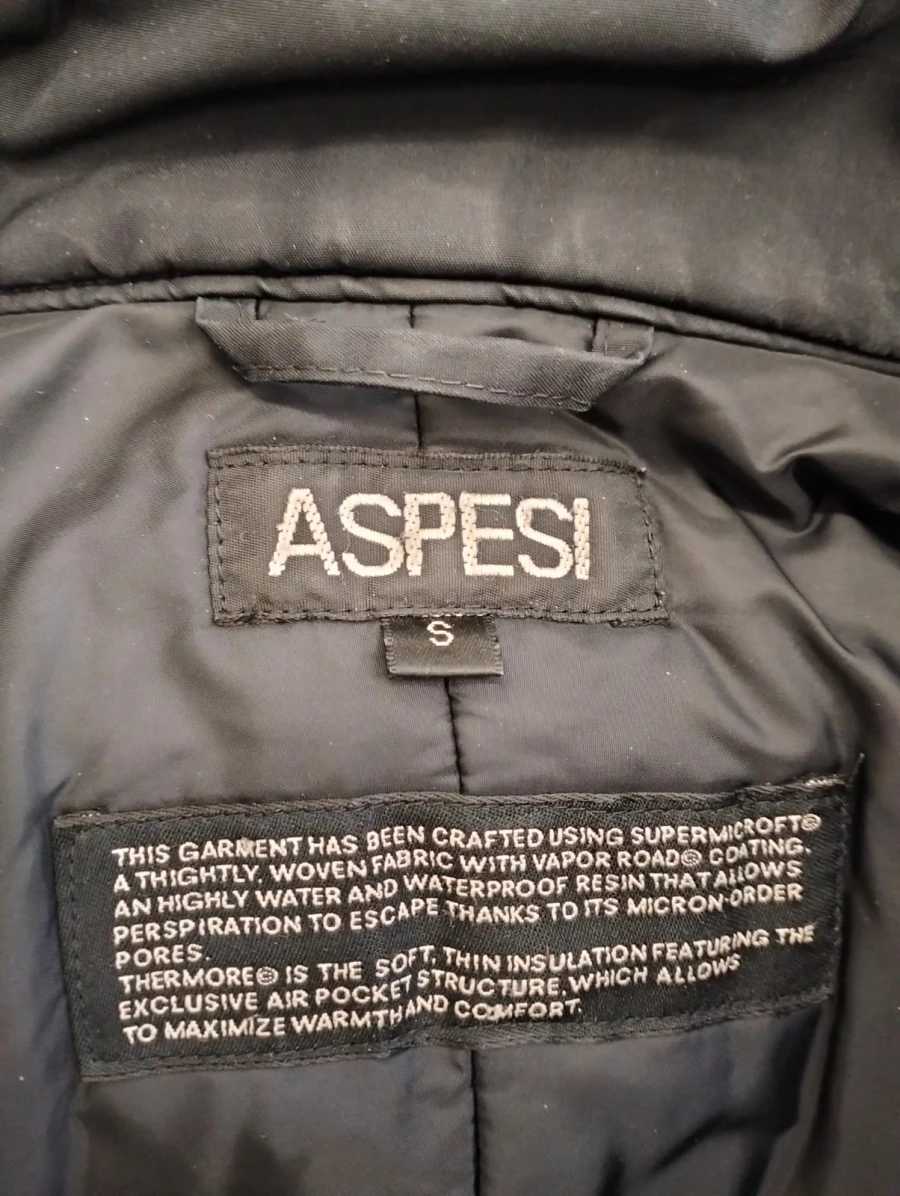 ASPESI
S
THIS GARMENT HAS BEEN CRAFTED USING SUPERMICROFT®
A THIGHTLY, WOVEN FABRIC WITH VAPOR ROAD® COATING,
AN HIGHLY WATER AND WATERPROOF RESIN THAT ALLOWS
PERSPIRATION TO ESCAPE THANKS TO ITS MICRON-ORDER
PORES.
THERMORE® IS THE SOFT, THIN INSULATION FEATURING THE
EXCLUSIVE AIR POCKET STRUCTURE, WHICH ALLOWS
TO MAXIMIZE WARMTH AND COMFORT.